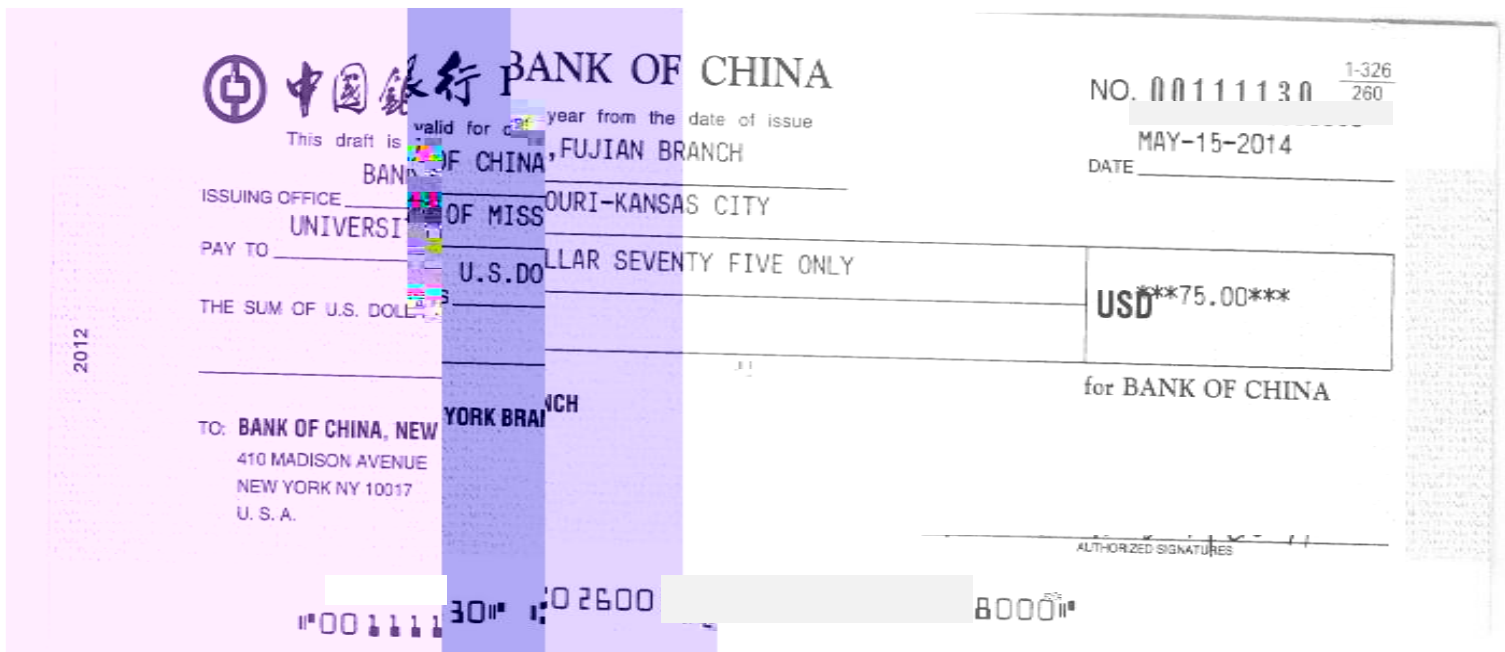 中国银行 BANK OF CHINA
NO. 00111130
1-326
260
This draft is valid for one year from the date of issue
MAY-15-2014
DATE
BANK OF CHINA,FUJIAN BRANCH
ISSUING OFFICE
UNIVERSITY OF MISSOURI-KANSAS CITY
PAY TO
U.S.DOLLAR SEVENTY FIVE ONLY
THE SUM OF U.S. DOLLARS
USD***75.00***
2012
for BANK OF CHINA
TO: BANK OF CHINA, NEW YORK BRANCH
410 MADISON AVENUE
NEW YORK NY 10017
U. S. A.
AUTHORIZED SIGNATURES
⑈00111130⑈ ⑆02600
8000⑈